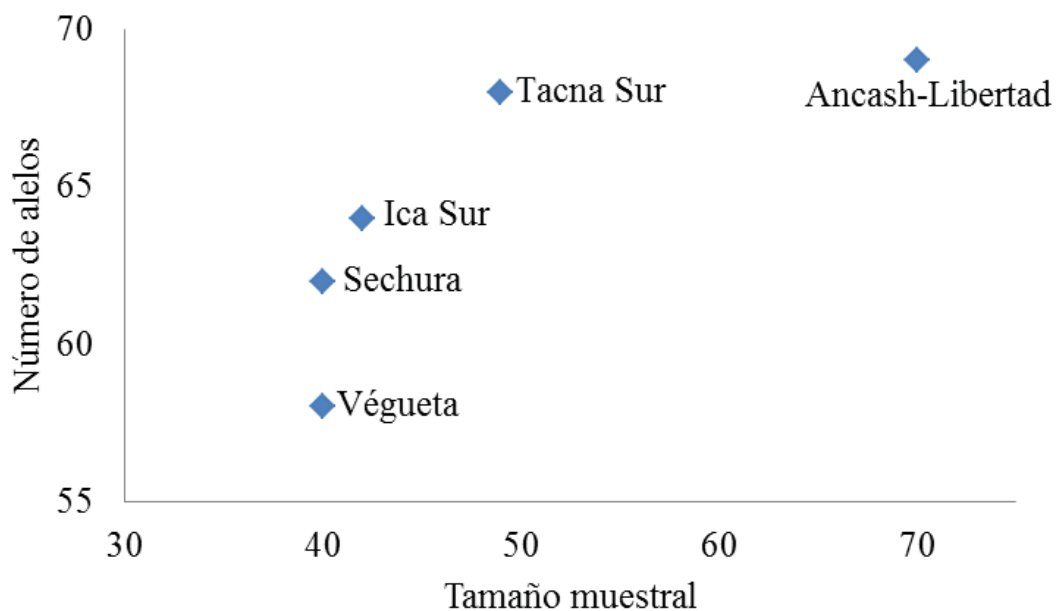 70
Tacna Sur
Ancash-Libertad
65
Ica Sur
Sechura
60
Végueta
55
30 40 50 60 70
Tamaño muestral
Número de alelos